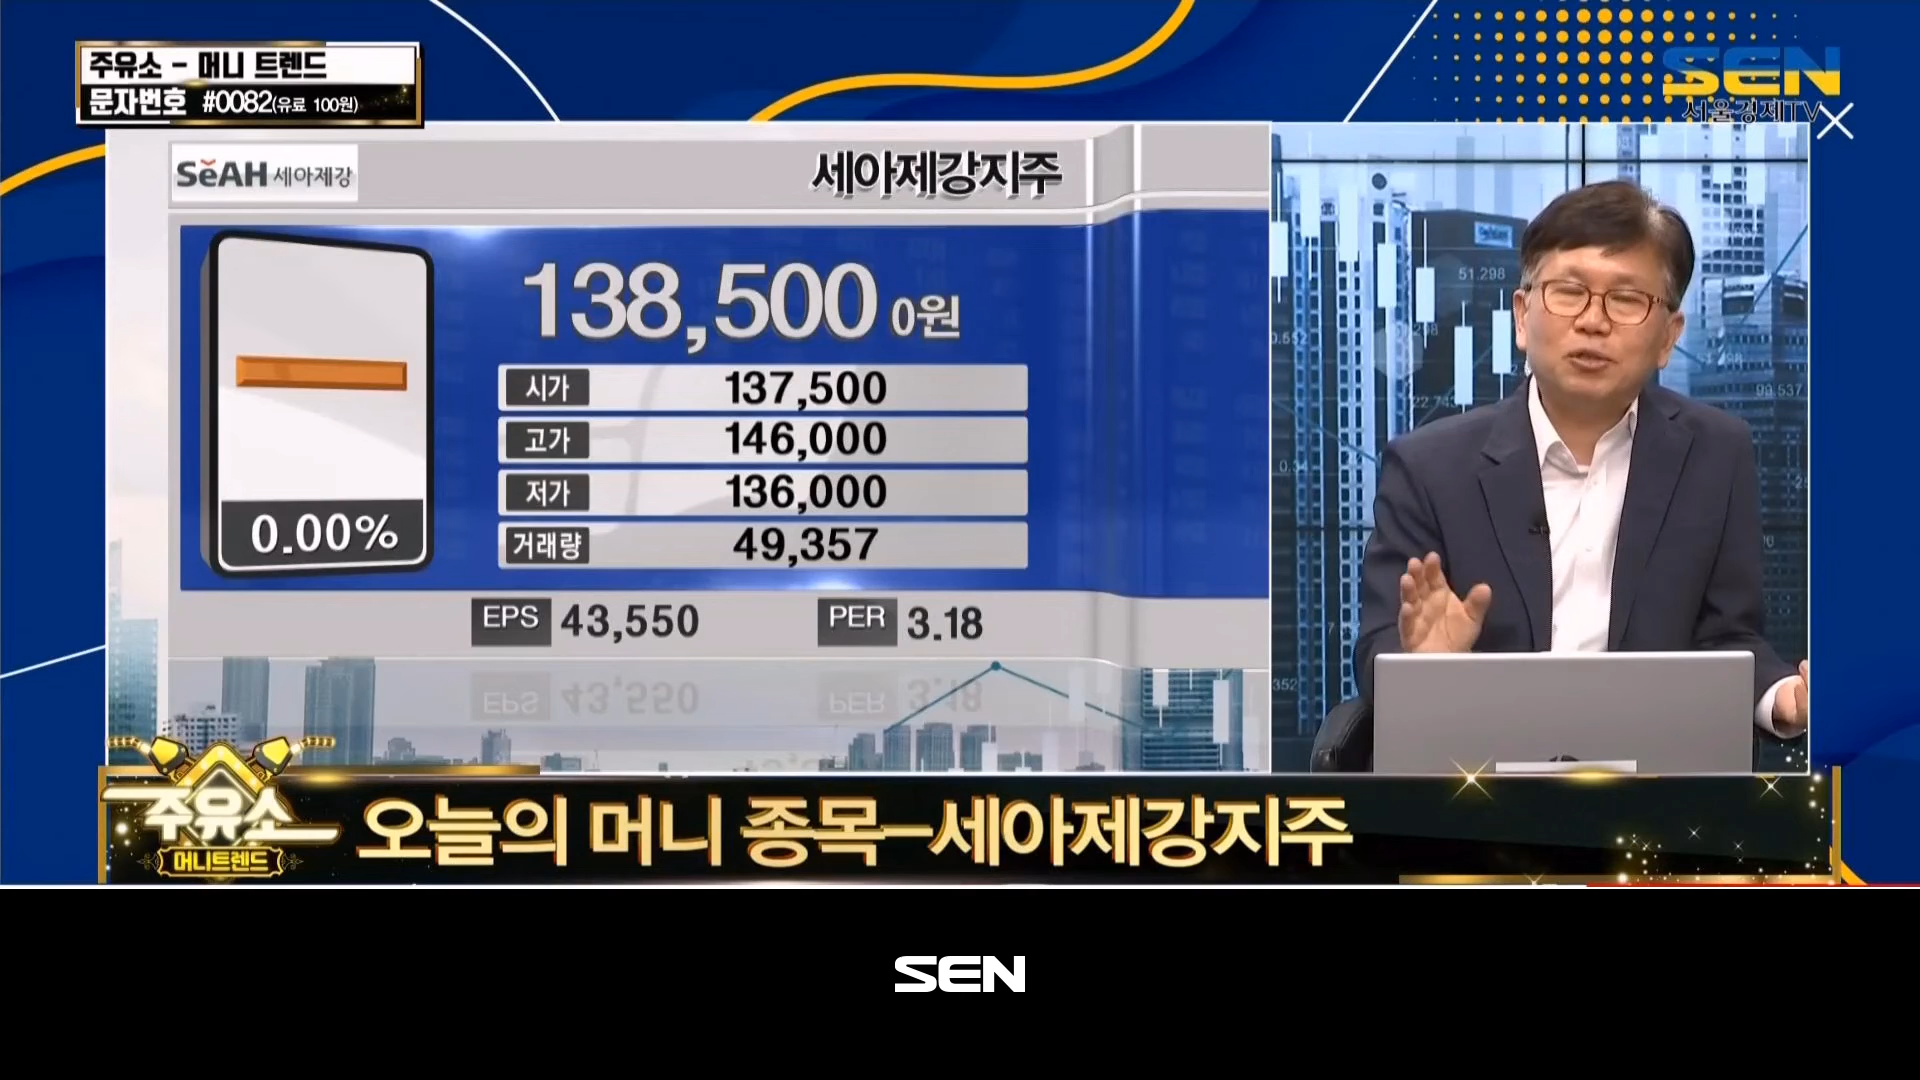 주유소 - 머니 트렌드
문자번호 #0082(유료 100원)
SEN
서울경제TV
SeAH 세아제강
세아제강지주
138,500 0원
시가 137,500
고가 146,000
저가 136,000
거래량 49,357
0.00%
EPS 43,550
PER 3.18
51.298
99.537
주유소
머니트렌드
오늘의 머니 종목-세아제강지주
SEN